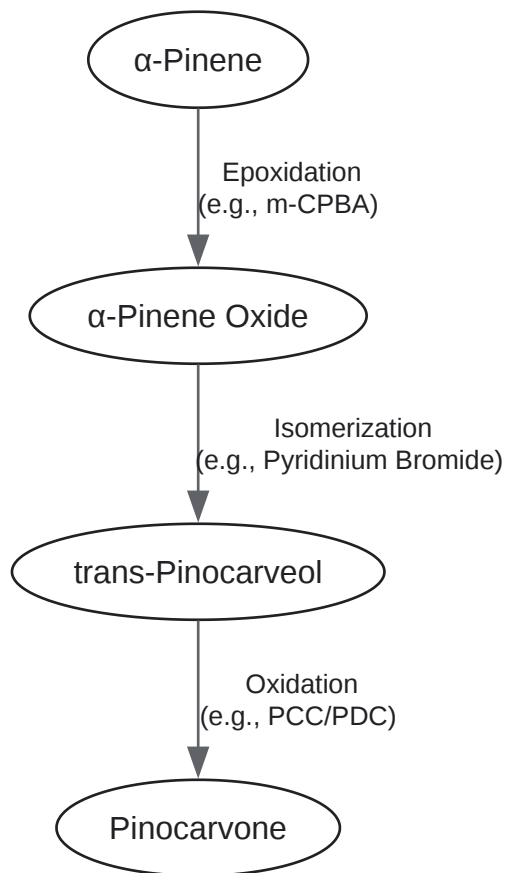 α-Pinene
Epoxidation
(e.g., m-CPBA)
α-Pinene Oxide
Isomerization
(e.g., Pyridinium Bromide)
trans-Pinocarveol
Oxidation
(e.g., PCC/PDC)
Pinocarvone